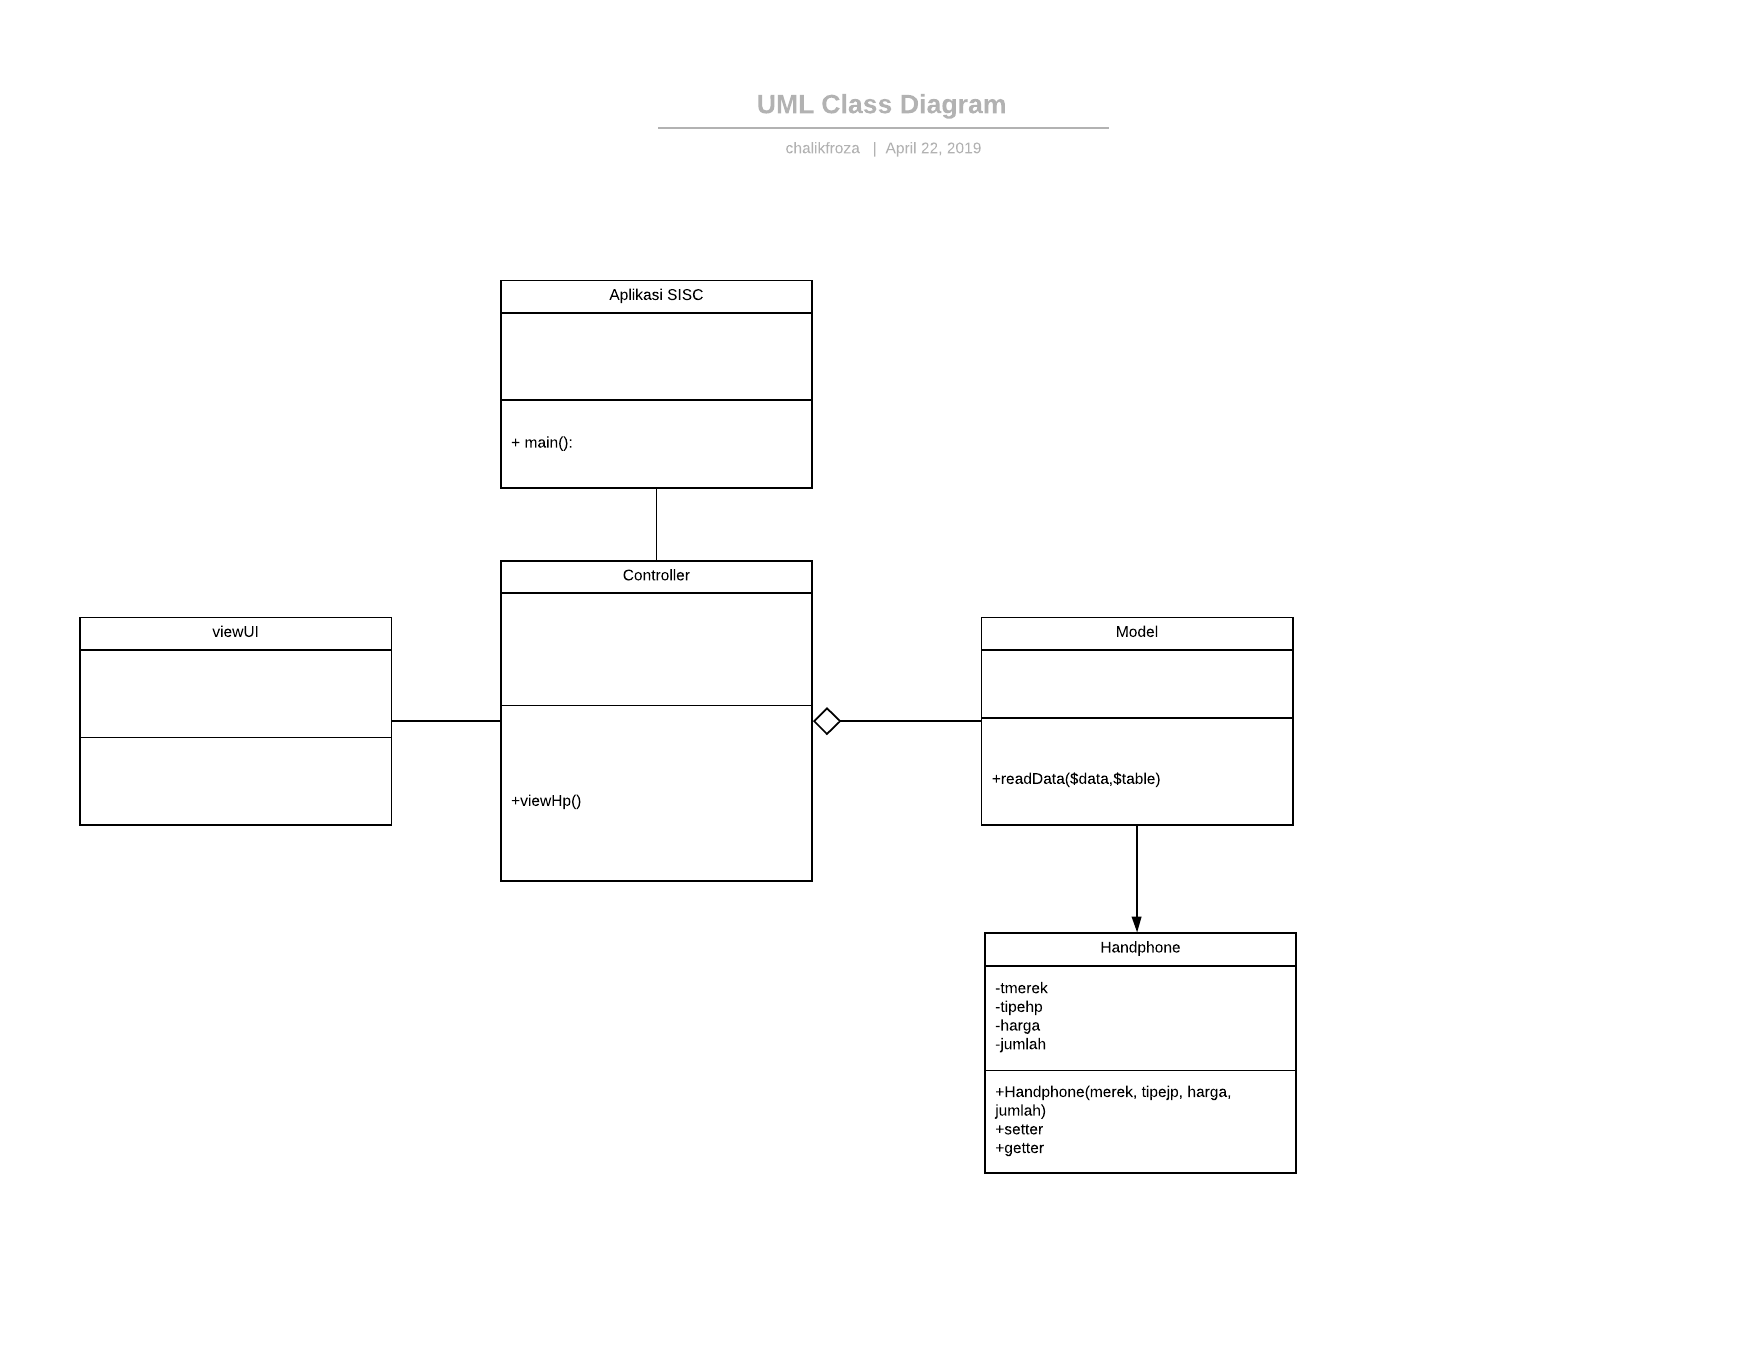 UML Class Diagram
chalikfroza | April 22, 2019
Aplikasi SISC
+ main():
Controller
+viewHp()
viewUI
Model
+readData($data,$table)
Handphone
-tmerek
-tipehp
-harga
-jumlah
+Handphone(merek, tipejp, harga,
jumlah)
+setter
+getter